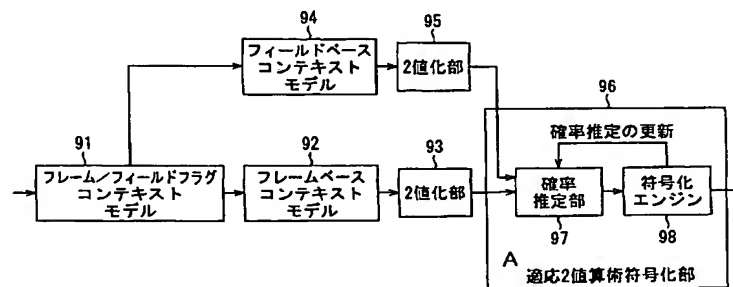 94
フィールドベース
コンテキスト
モデル
95
2値化部
96
確率推定の更新
91
フレーム/フィールドフラグ
コンテキスト
モデル
92
フレームベース
コンテキスト
モデル
93
2値化部
確率
推定部
97
符号化
エンジン
98
A
適応2値算術符号化部